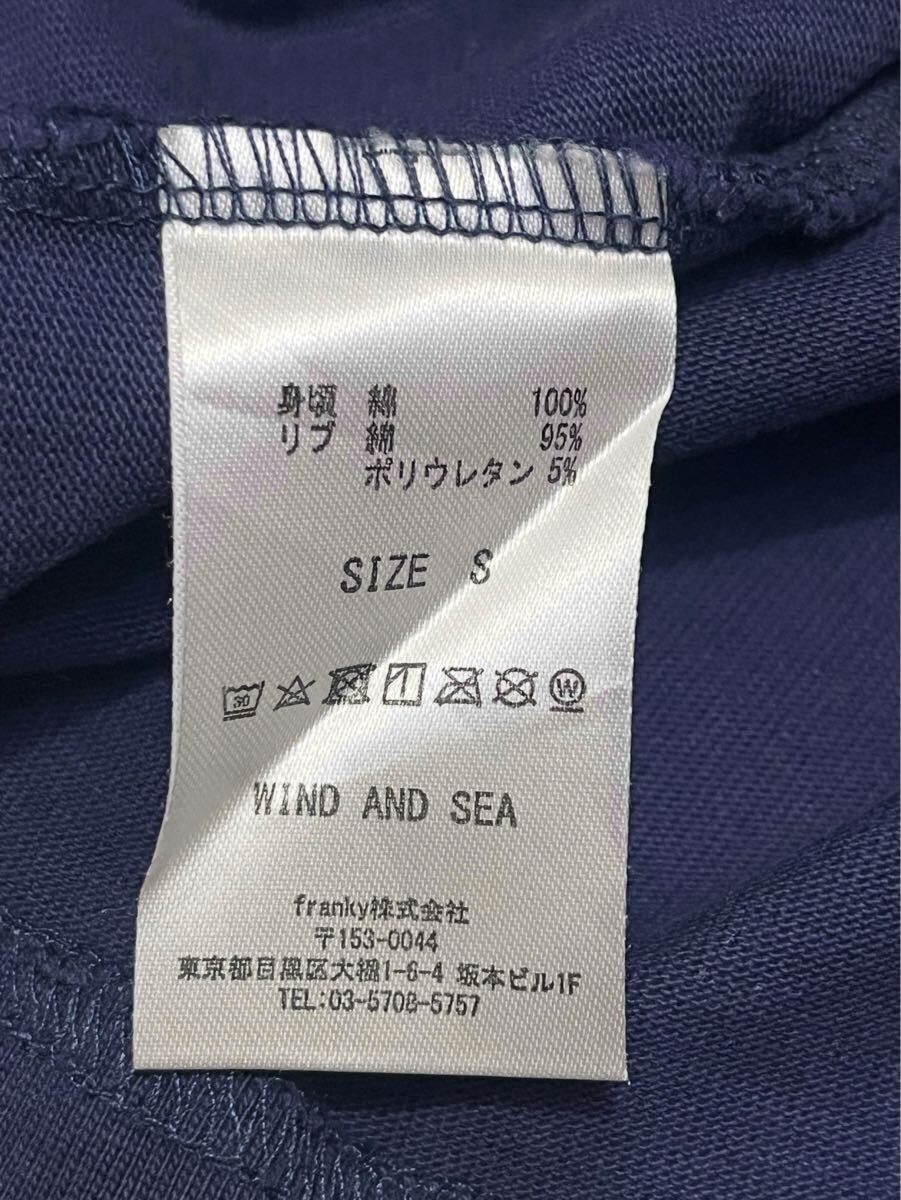 身頃 綿 100%
リブ 綿 95%
ポリウレタン 5%
SIZE S
30 W
WIND AND SEA
franky株式会社
〒153-0044
東京都目黒区大橋1-6-4 坂本ビル1F
TEL:03-5708-5757